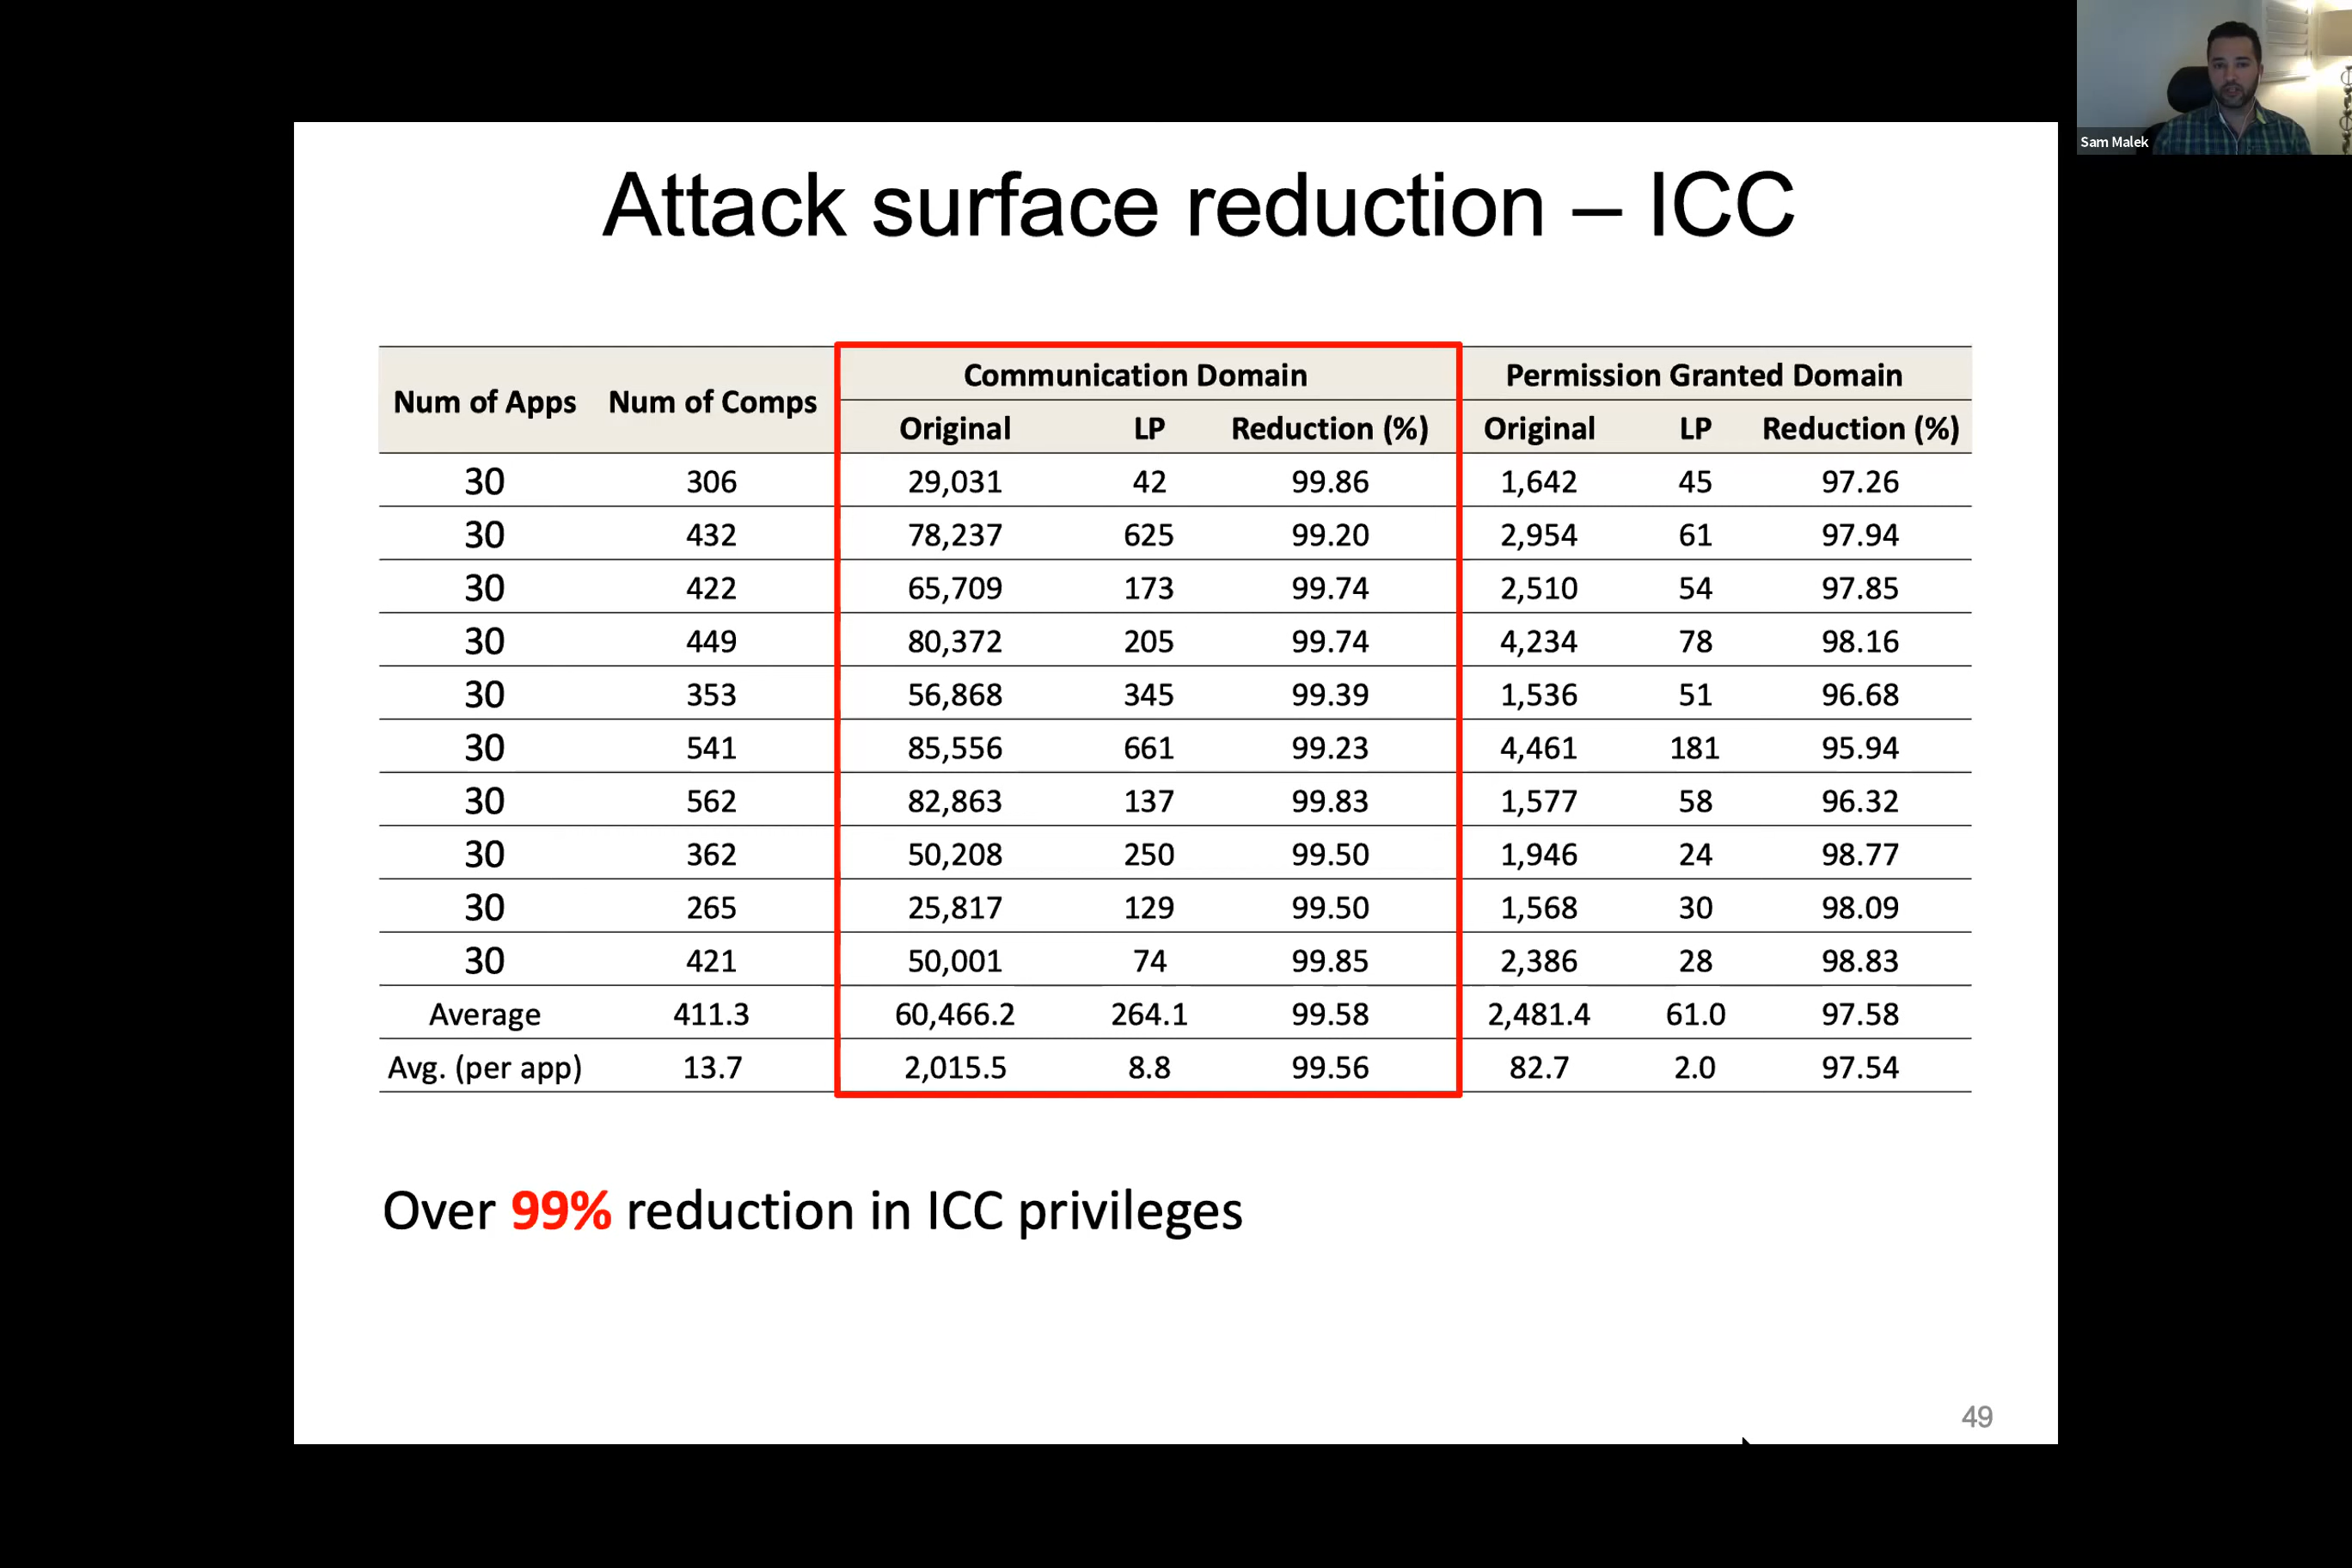 Sam Malek
Attack surface reduction – ICC
Communication Domain Permission Granted Domain
Num of Apps Num of Comps
Original LP Reduction (%) Original LP Reduction (%)
30 306 29,031 42 99.86 1,642 45 97.26
30 432 78,237 625 99.20 2,954 61 97.94
30 422 65,709 173 99.74 2,510 54 97.85
30 449 80,372 205 99.74 4,234 78 98.16
30 353 56,868 345 99.39 1,536 51 96.68
30 541 85,556 661 99.23 4,461 181 95.94
30 562 82,863 137 99.83 1,577 58 96.32
30 362 50,208 250 99.50 1,946 24 98.77
30 265 25,817 129 99.50 1,568 30 98.09
30 421 50,001 74 99.85 2,386 28 98.83
Average 411.3 60,466.2 264.1 99.58 2,481.4 61.0 97.58
Avg. (per app) 13.7 2,015.5 8.8 99.56 82.7 2.0 97.54
Over 99% reduction in ICC privileges
49